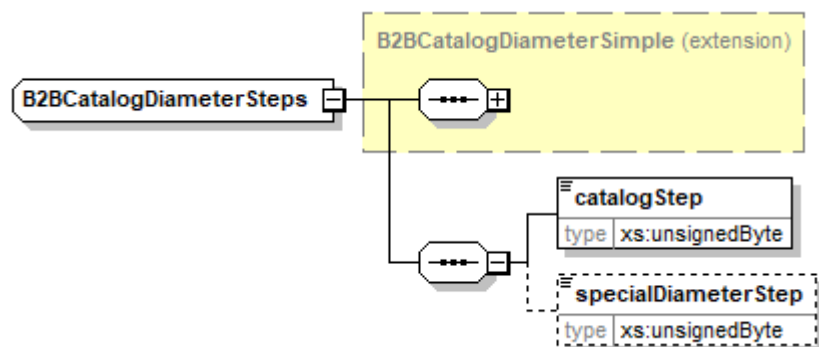 B2BCatalogDiameterSimple (extension)
B2BCatalogDiameterSteps
catalogStep
type xs:unsignedByte
specialDiameterStep
type xs:unsignedByte